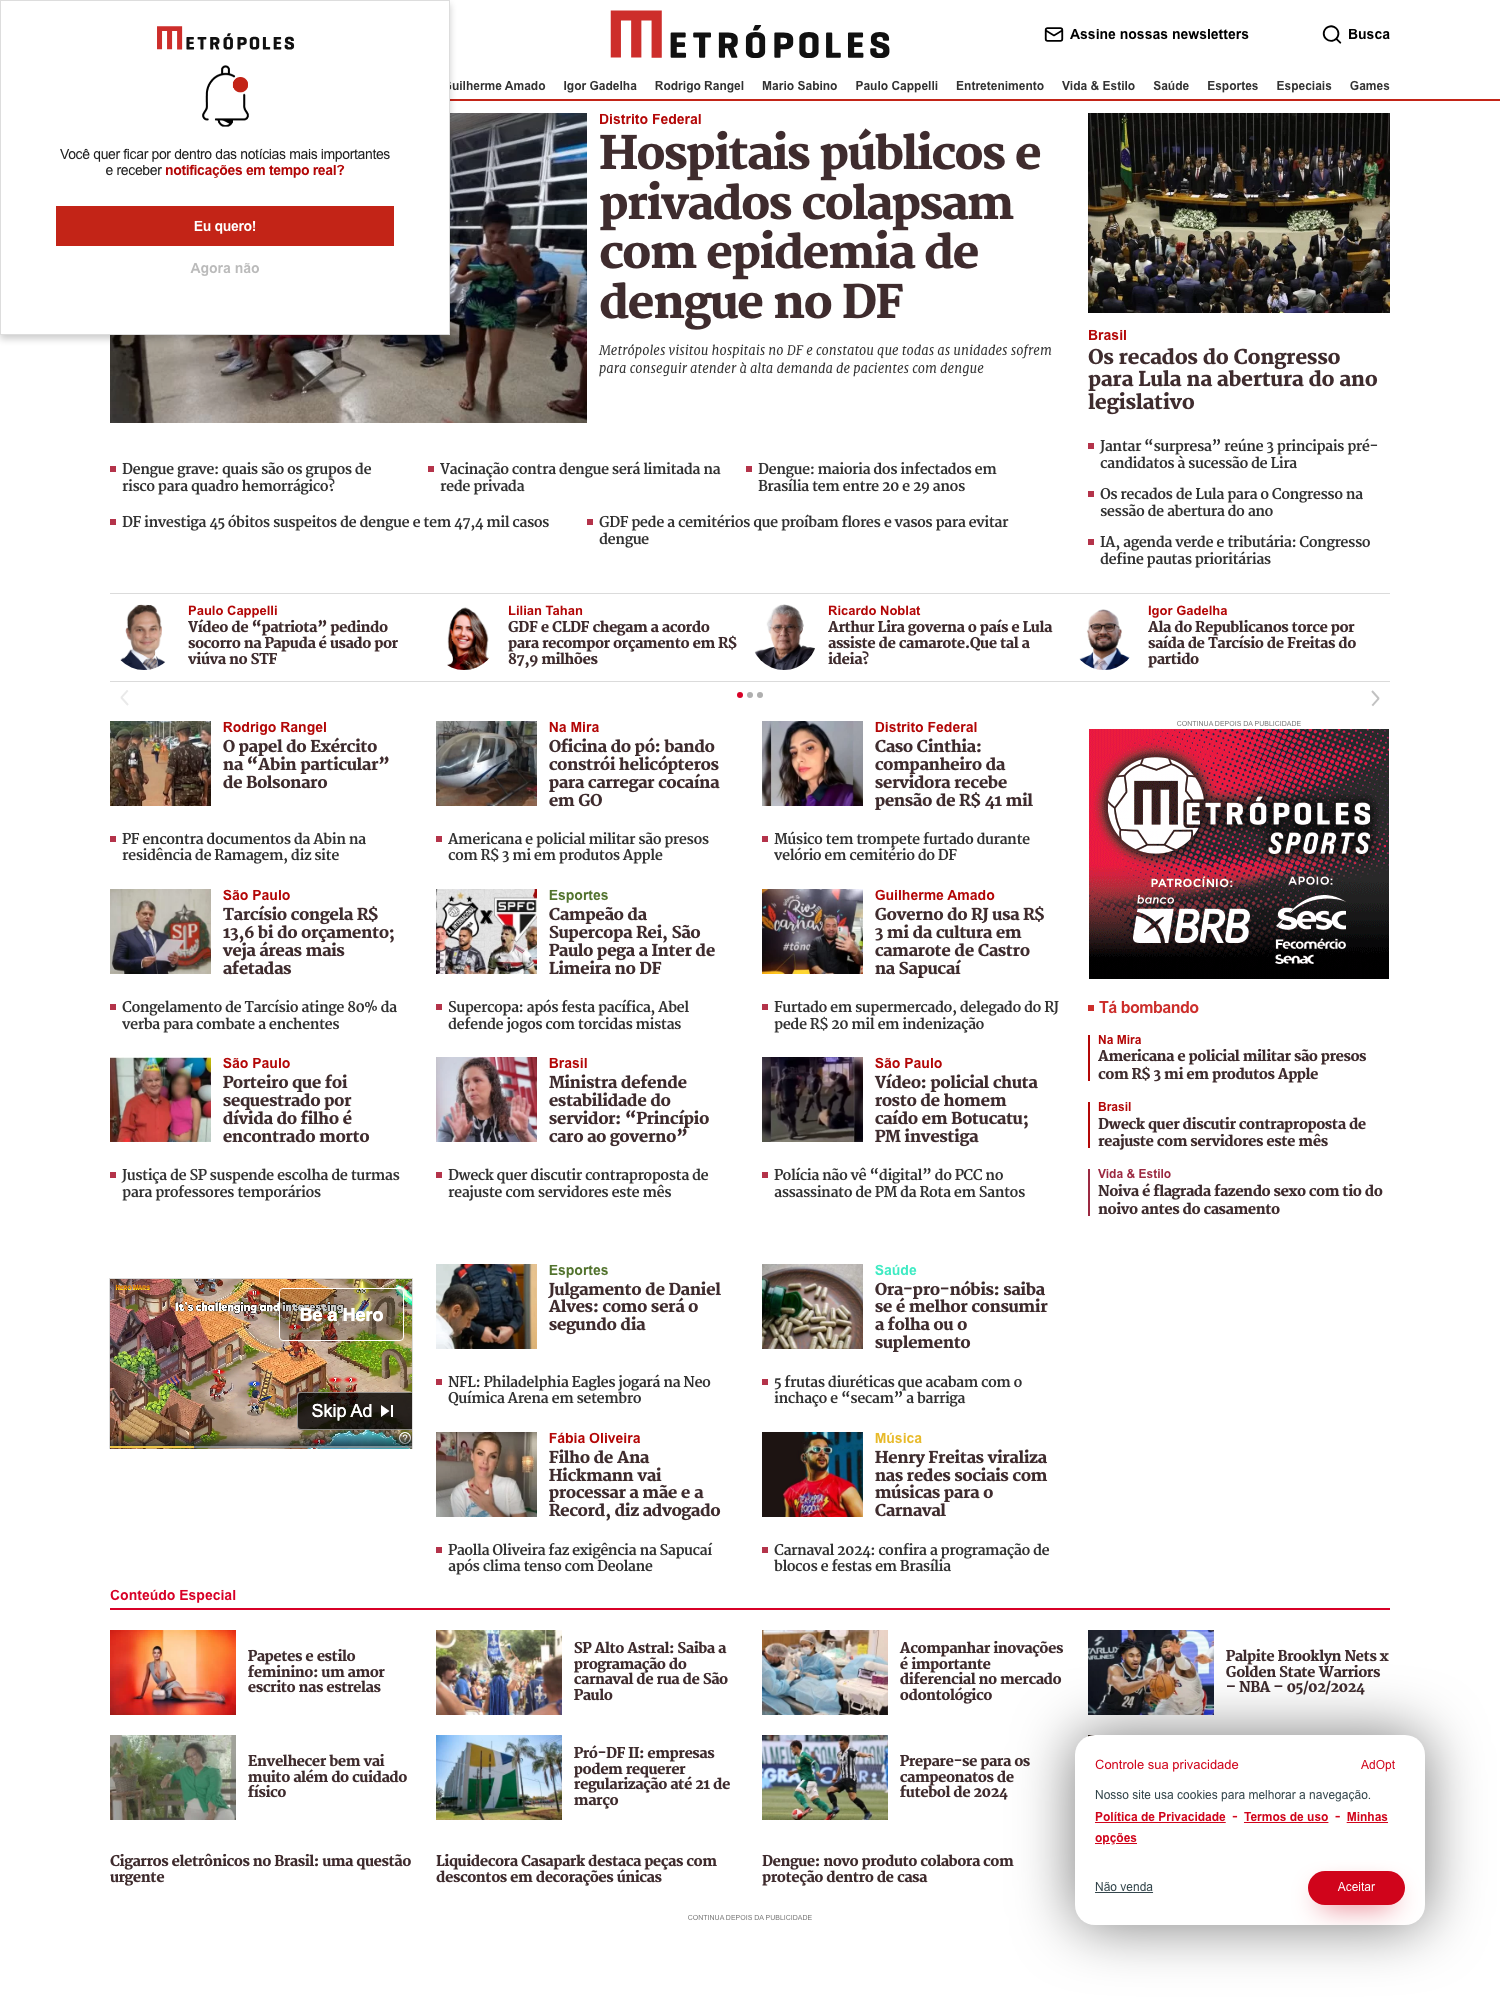 METRÓPOLES
Você quer ficar por dentro das notícias mais importantes
e receber notificações em tempo real?
Eu quero!
Agora não
METRÓPOLES
Assine nossas newsletters
Busca
Guilherme Amado Igor Gadelha Rodrigo Rangel Mario Sabino Paulo Cappelli Entretenimento Vida & Estilo Saúde Esportes Especiais Games
Distrito Federal
Hospitais públicos e
privados colapsam
com epidemia de
dengue no DF
Metrópoles visitou hospitais no DF e constatou que todas as unidades sofrem
para conseguir atender à alta demanda de pacientes com dengue
Brasil
Os recados do Congresso
para Lula na abertura do ano
legislativo
Jantar “surpresa” reúne 3 principais pré-
candidatos à sucessão de Lira
Os recados de Lula para o Congresso na
sessão de abertura do ano
IA, agenda verde e tributária: Congresso
define pautas prioritárias
Dengue grave: quais são os grupos de
risco para quadro hemorrágico?
Vacinação contra dengue será limitada na
rede privada
Dengue: maioria dos infectados em
Brasília tem entre 20 e 29 anos
DF investiga 45 óbitos suspeitos de dengue e tem 47,4 mil casos
GDF pede a cemitérios que proíbam flores e vasos para evitar
dengue
Paulo Cappelli
Vídeo de “patriota” pedindo
socorro na Papuda é usado por
viúva no STF
Lilian Tahan
GDF e CLDF chegam a acordo
para recompor orçamento em R$
87,9 milhões
Ricardo Noblat
Arthur Lira governa o país e Lula
assiste de camarote.Que tal a
ideia?
Igor Gadelha
Ala do Republicanos torce por
saída de Tarcísio de Freitas do
partido
Rodrigo Rangel
O papel do Exército
na “Abin particular”
de Bolsonaro
PF encontra documentos da Abin na
residência de Ramagem, diz site
Na Mira
Oficina do pó: bando
constrói helicópteros
para carregar cocaína
em GO
Americana e policial militar são presos
com R$ 3 mi em produtos Apple
Distrito Federal
Caso Cinthia:
companheiro da
servidora recebe
pensão de R$ 41 mil
Músico tem trompete furtado durante
velório em cemitério do DF
CONTINUA DEPOIS DA PUBLICIDADE
METRÓPOLES
SPORTS
PATROCÍNIO:
banco
BRB
APOIO:
Sesc
Fecomércio
Senac
São Paulo
Tarcísio congela R$
13,6 bi do orçamento;
veja áreas mais
afetadas
Congelamento de Tarcísio atinge 80% da
verba para combate a enchentes
X
SPFC
Esportes
Campeão da
Supercopa Rei, São
Paulo pega a Inter de
Limeira no DF
Supercopa: após festa pacífica, Abel
defende jogos com torcidas mistas
Guilherme Amado
Governo do RJ usa R$
3 mi da cultura em
camarote de Castro
na Sapucaí
Furtado em supermercado, delegado do RJ
pede R$ 20 mil em indenização
Tá bombando
Na Mira
Americana e policial militar são presos
com R$ 3 mi em produtos Apple
Brasil
Dweck quer discutir contraproposta de
reajuste com servidores este mês
Vida & Estilo
Noiva é flagrada fazendo sexo com tio do
noivo antes do casamento
São Paulo
Porteiro que foi
sequestrado por
dívida do filho é
encontrado morto
Justiça de SP suspende escolha de turmas
para professores temporários
Brasil
Ministra defende
estabilidade do
servidor: “Princípio
caro ao governo”
Dweck quer discutir contraproposta de
reajuste com servidores este mês
São Paulo
Vídeo: policial chuta
rosto de homem
caído em Botucatu;
PM investiga
Polícia não vê “digital” do PCC no
assassinato de PM da Rota em Santos
It's challenging and interesting
Be a Hero
Skip Ad
Esportes
Julgamento de Daniel
Alves: como será o
segundo dia
NFL: Philadelphia Eagles jogará na Neo
Química Arena em setembro
Saúde
Ora-pro-nóbis: saiba
se é melhor consumir
a folha ou o
suplemento
5 frutas diuréticas que acabam com o
inchaço e “secam” a barriga
Fábia Oliveira
Filho de Ana
Hickmann vai
processar a mãe e a
Record, diz advogado
Paolla Oliveira faz exigência na Sapucaí
após clima tenso com Deolane
Música
Henry Freitas viraliza
nas redes sociais com
músicas para o
Carnaval
Carnaval 2024: confira a programação de
blocos e festas em Brasília
Conteúdo Especial
Papetes e estilo
feminino: um amor
escrito nas estrelas
SP Alto Astral: Saiba a
programação do
carnaval de rua de São
Paulo
Acompanhar inovações
é importante
diferencial no mercado
odontológico
Palpite Brooklyn Nets x
Golden State Warriors
– NBA – 05/02/2024
Envelhecer bem vai
muito além do cuidado
físico
Pró-DF II: empresas
podem requerer
regularização até 21 de
março
Prepare-se para os
campeonatos de
futebol de 2024
Cigarros eletrônicos no Brasil: uma questão
urgente
Liquidecora Casapark destaca peças com
descontos em decorações únicas
Dengue: novo produto colabora com
proteção dentro de casa
Controle sua privacidade
AdOpt
Nosso site usa cookies para melhorar a navegação.
Política de Privacidade - Termos de uso - Minhas
opções
Não venda
Aceitar
CONTINUA DEPOIS DA PUBLICIDADE